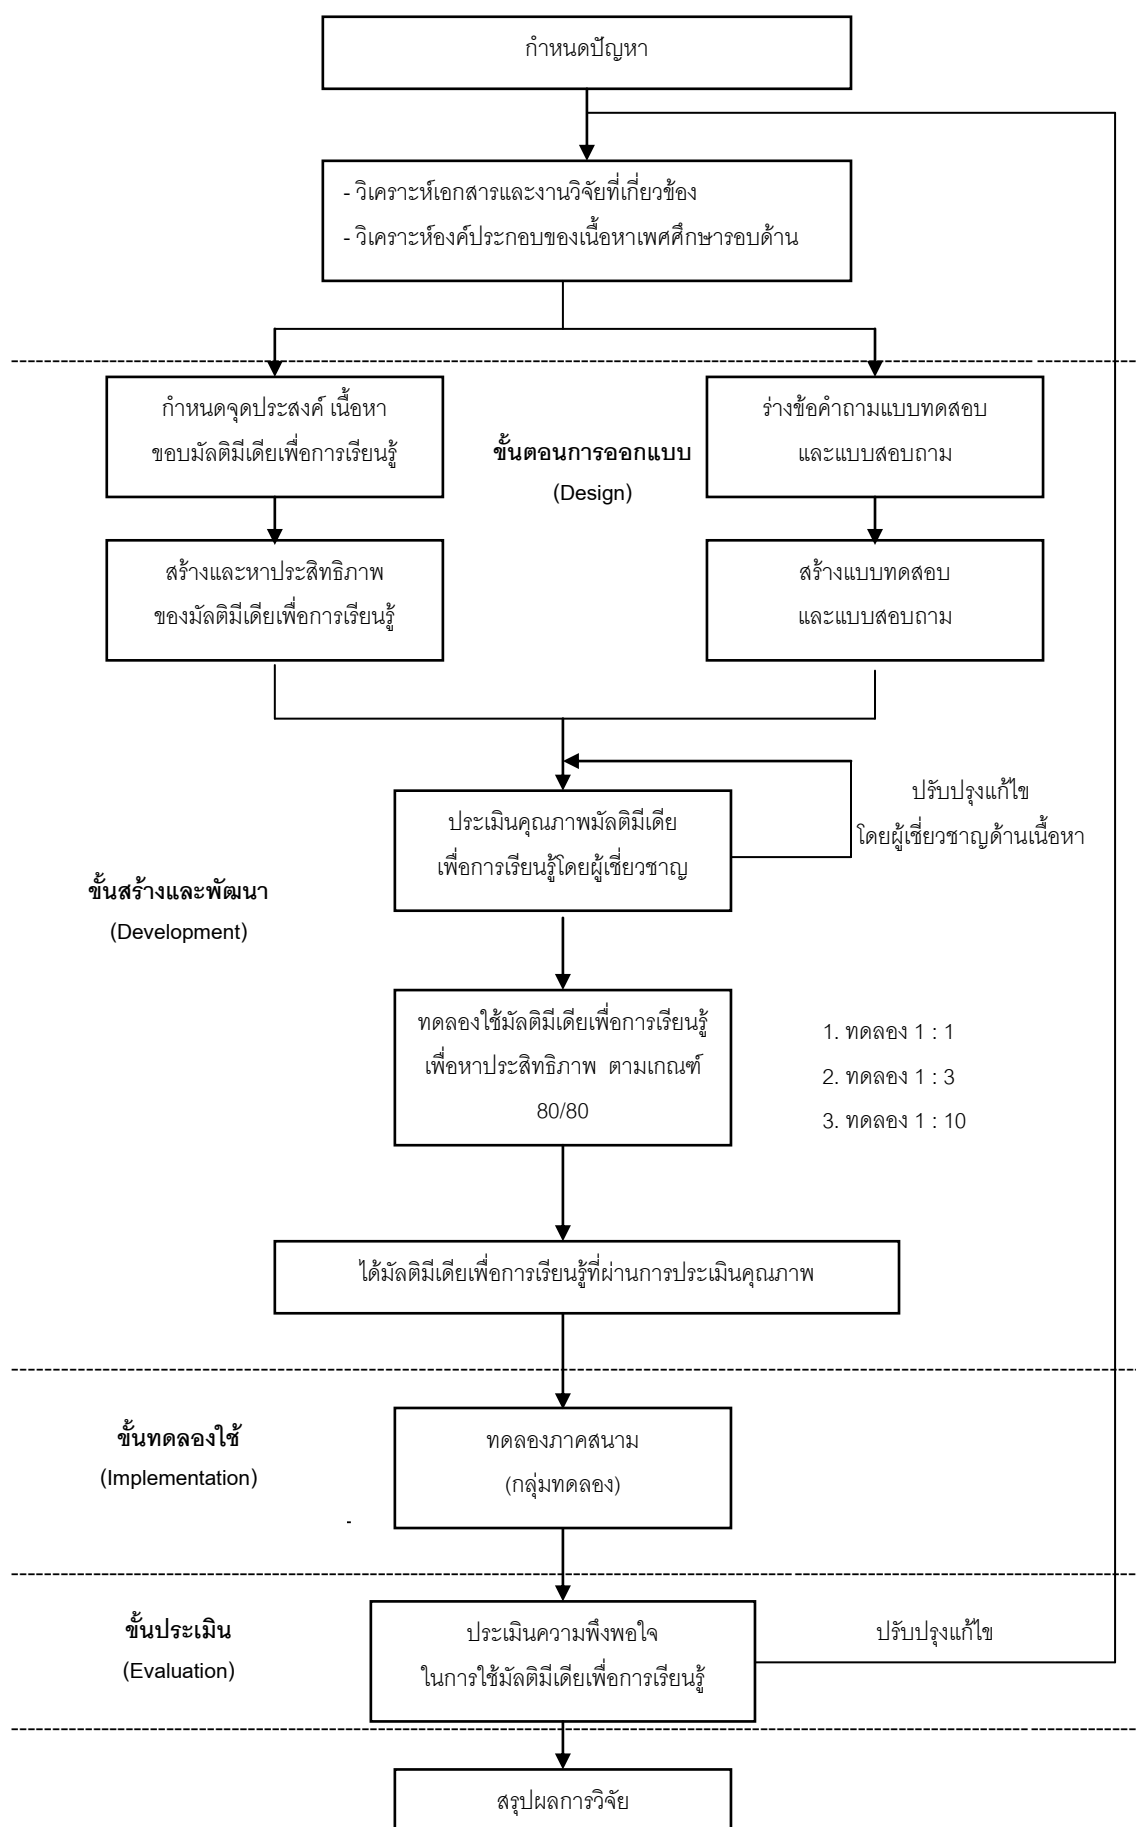 กำหนดปัญหา
- วิเคราะห์เอกสารและงานวิจัยที่เกี่ยวข้อง
- วิเคราะห์องค์ประกอบของเนื้อหาเพศศึกษารอบด้าน
กำหนดจุดประสงค์ เนื้อหา
ขอบมัลติมีเดียเพื่อการเรียนรู้
ขั้นตอนการออกแบบ
(Design)
ร่างข้อคำถามแบบทดสอบ
และแบบสอบถาม
สร้างและหาประสิทธิภาพ
ของมัลติมีเดียเพื่อการเรียนรู้
สร้างแบบทดสอบ
และแบบสอบถาม
ประเมินคุณภาพมัลติมีเดีย
เพื่อการเรียนรู้โดยผู้เชี่ยวชาญ
ปรับปรุงแก้ไข
โดยผู้เชี่ยวชาญด้านเนื้อหา
ขั้นสร้างและพัฒนา
(Development)
ทดลองใช้มัลติมีเดียเพื่อการเรียนรู้
เพื่อหาประสิทธิภาพ ตามเกณฑ์
80/80
1. ทดลอง 1 : 1
2. ทดลอง 1 : 3
3. ทดลอง 1 : 10
ได้มัลติมีเดียเพื่อการเรียนรู้ที่ผ่านการประเมินคุณภาพ
ขั้นทดลองใช้
(Implementation)
ทดลองภาคสนาม
(กลุ่มทดลอง)
-
ขั้นประเมิน
(Evaluation)
ประเมินความพึงพอใจ
ในการใช้มัลติมีเดียเพื่อการเรียนรู้
ปรับปรุงแก้ไข
สรุปผลการวิจัย